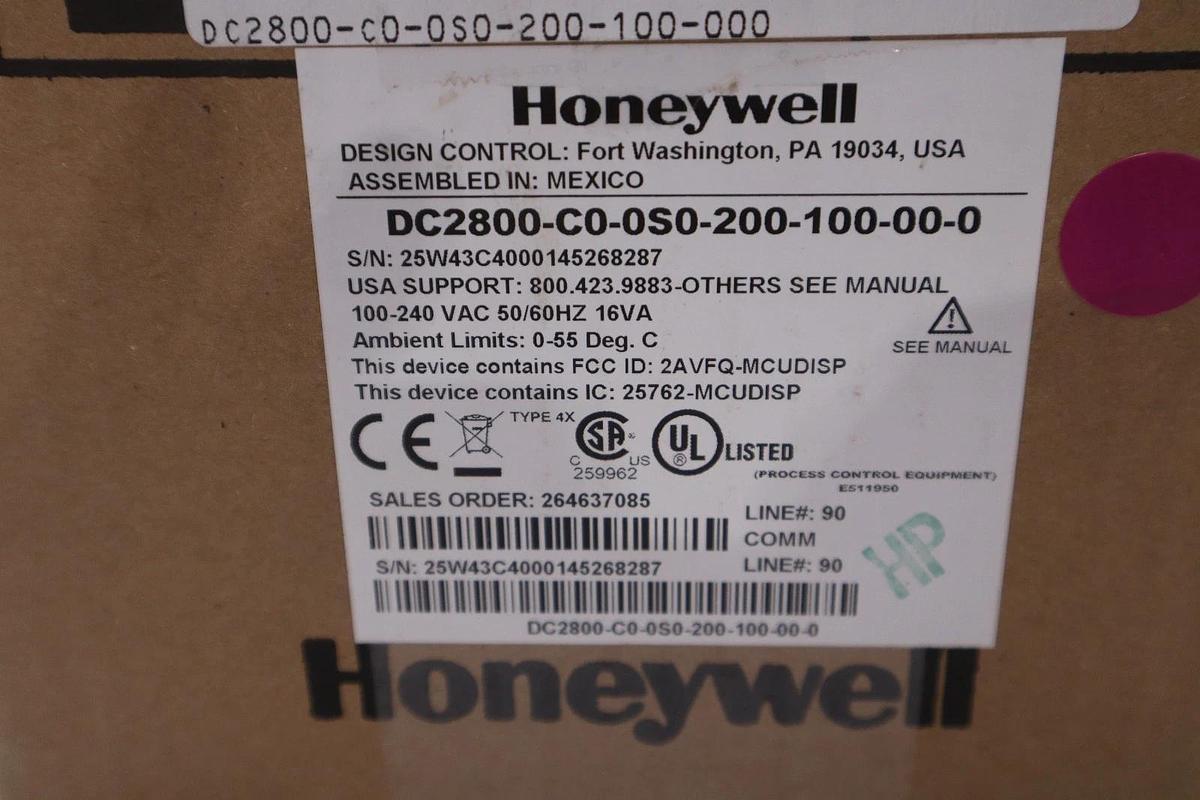 DC2800-C0-0S0-200-100-000
Honeywell
DESIGN CONTROL: Fort Washington, PA 19034, USA
ASSEMBLED IN: MEXICO
DC2800-C0-0S0-200-100-00-0
S/N: 25W43C4000145268287
USA SUPPORT: 800.423.9883-OTHERS SEE MANUAL
100-240 VAC 50/60HZ 16VA
Ambient Limits: 0-55 Deg. C
SEE MANUAL
This device contains FCC ID: 2AVFQ-MCUDISP
This device contains IC: 25762-MCUDISP
CE
TYPE 4X
SA
C US
259962
UL
® LISTED
(PROCESS CONTROL EQUIPMENT)
E511950
SALES ORDER: 264637085
LINE#: 90
COMM
S/N: 25W43C4000145268287
LINE#: 90
HP
DC2800-C0-0S0-200-100-00-0
Honeywell